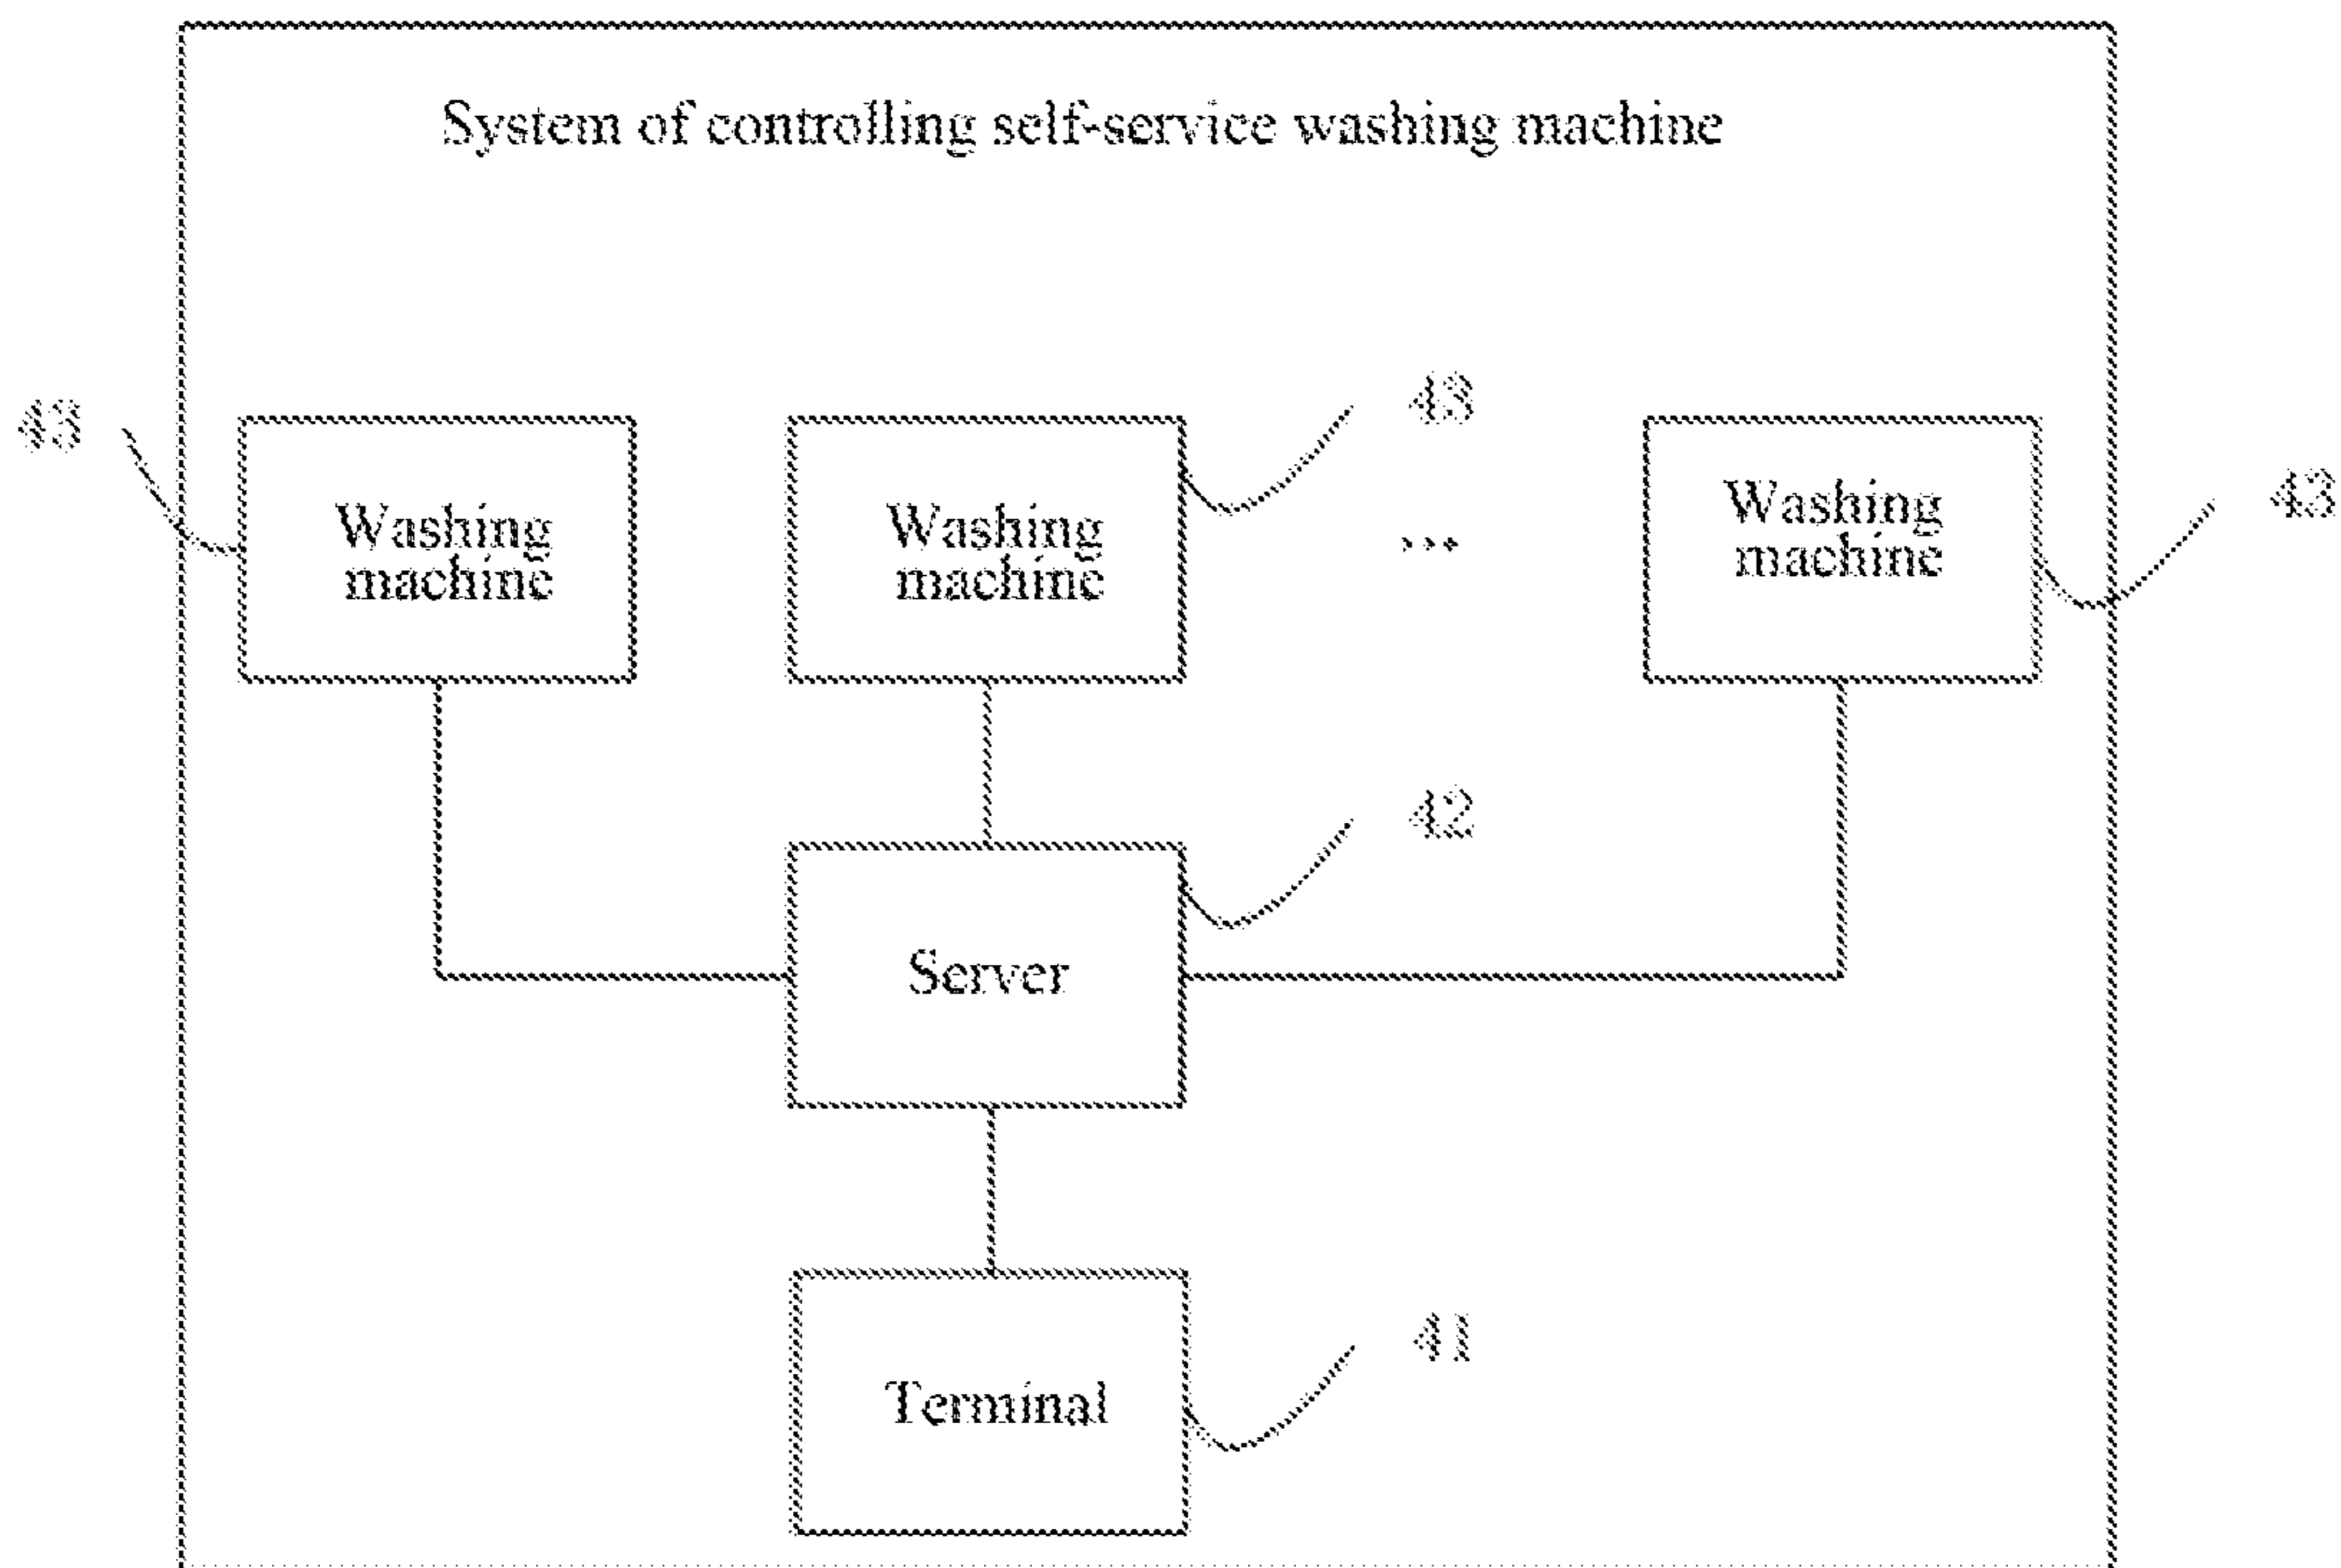 System of controlling self-service washing machine
43
43
43
Washing
machine
Washing
machine
...
Washing
machine
42
Server
41
Terminal